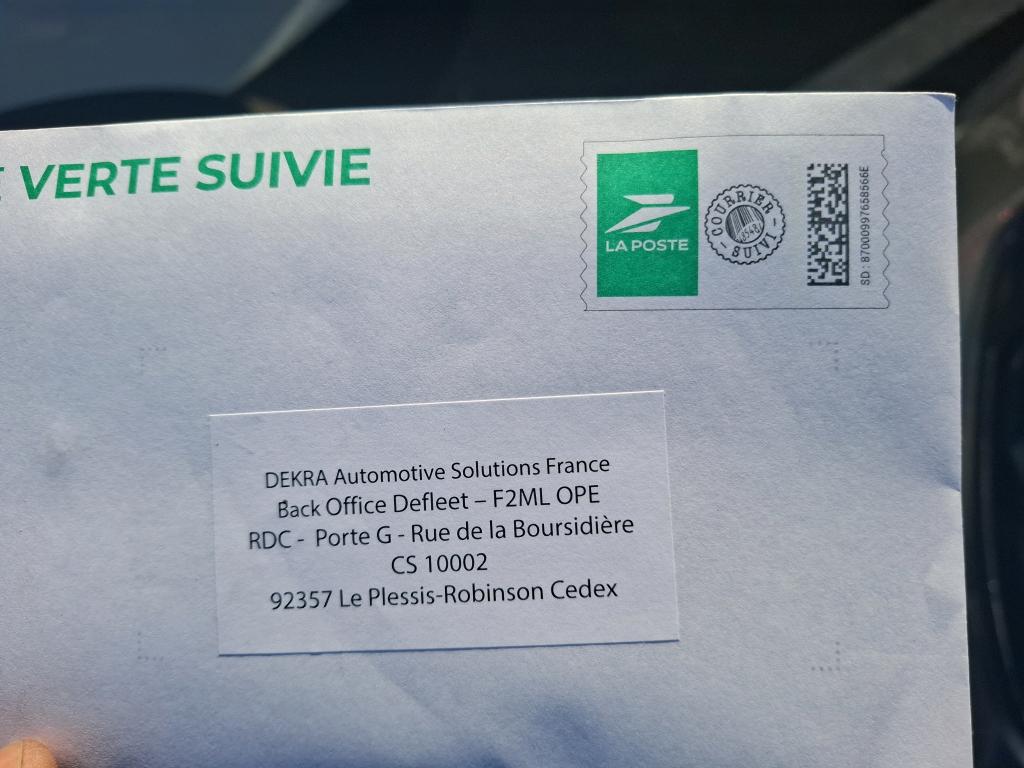 VERTE SUIVIE
LA POSTE
COURRIER
SUIVI
SD : 87000997658566E
DEKRA Automotive Solutions France
Back Office Defleet – F2ML OPE
RDC - Porte G - Rue de la Boursidière
CS 10002
92357 Le Plessis-Robinson Cedex